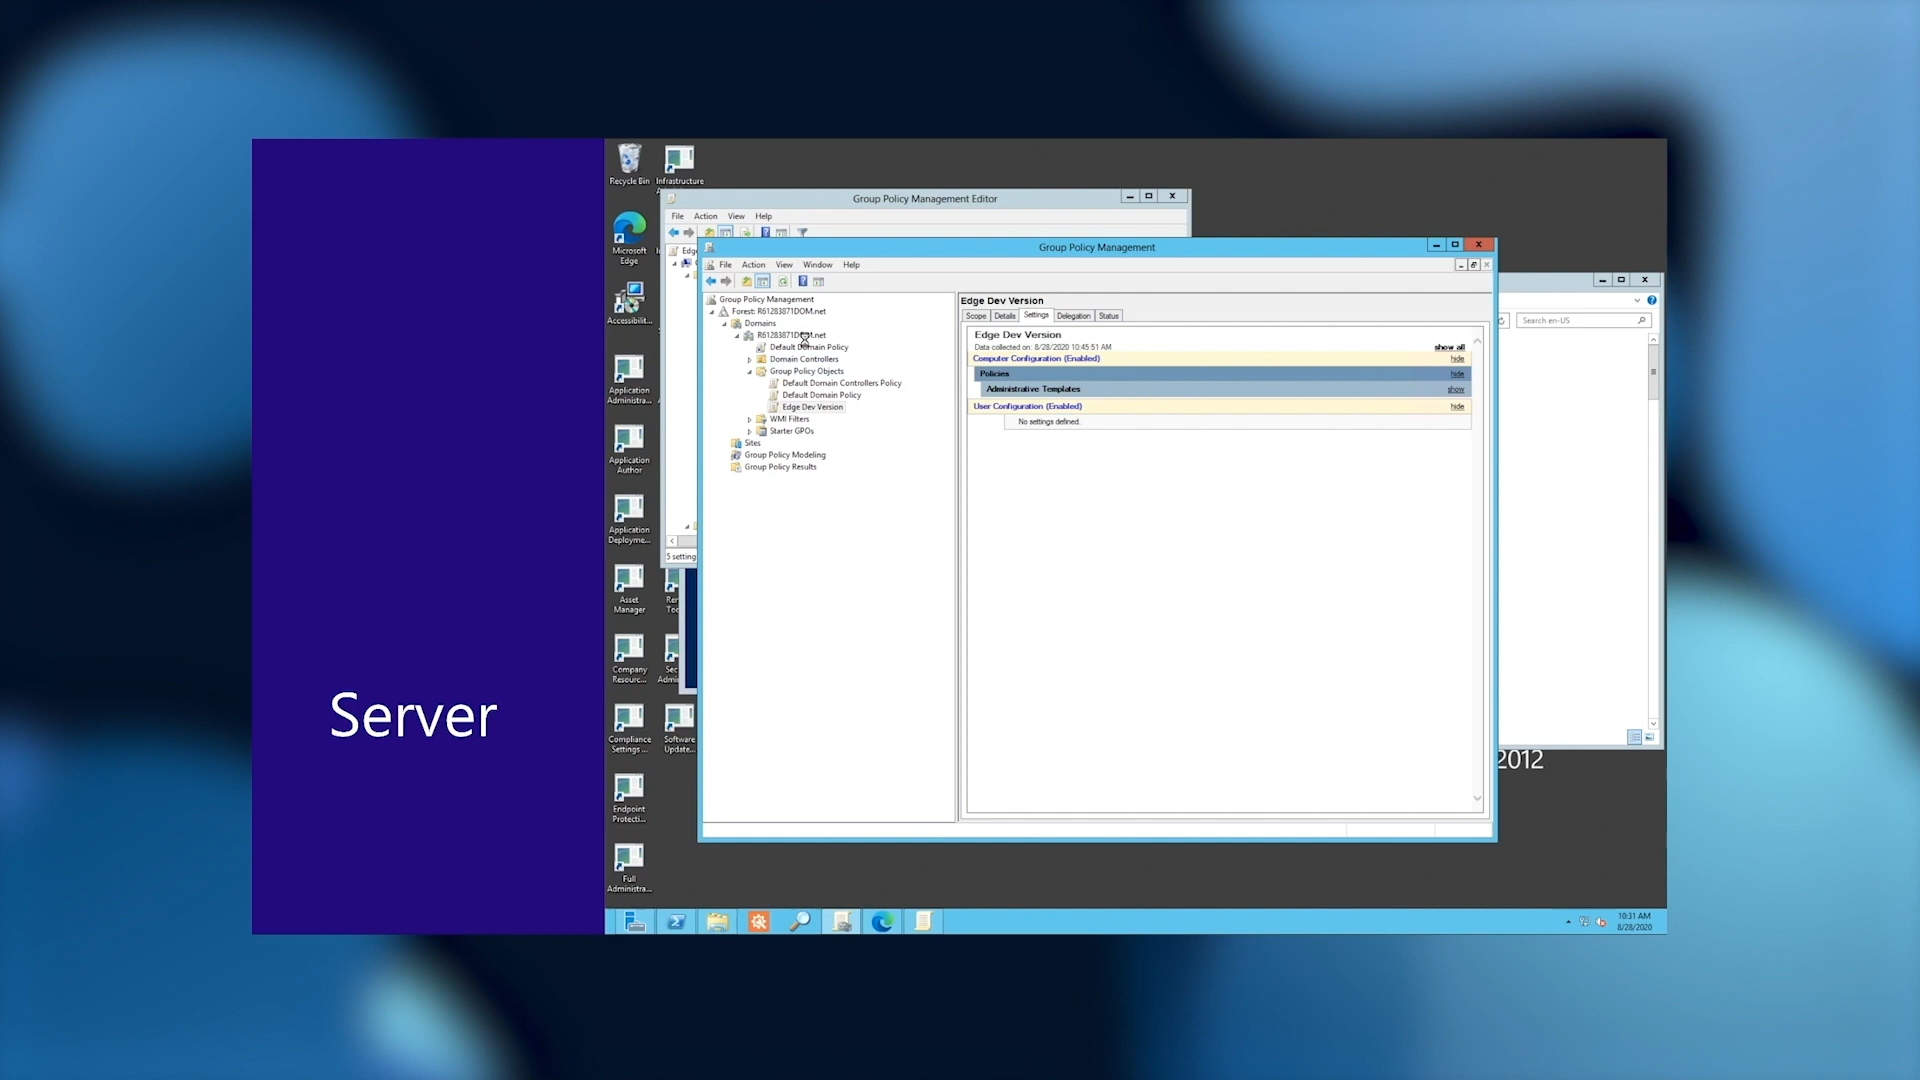 Server
Recycle Bin
Infrastructure
Microsoft
Edge
Accessibilit...
Application
Administra...
Application
Author
Application
Deployme...
Asset
Manager
Company
Resourc...
Compliance
Settings ...
Software
Update...
Endpoint
Protecti...
Full
Administra...
Group Policy Management Editor
File Action View Help
5 setting
Group Policy Management
File Action View Window Help
Group Policy Management
Forest: R61283871DOM.net
Domains
R61283871DOM.net
Default Domain Policy
Domain Controllers
Group Policy Objects
Default Domain Controllers Policy
Default Domain Policy
Edge Dev Version
WMI Filters
Starter GPOs
Sites
Group Policy Modeling
Group Policy Results
Edge Dev Version
Scope Details Settings Delegation Status
Edge Dev Version
Data collected on: 8/28/2020 10:45:51 AM
show all
Computer Configuration (Enabled) hide
Policies hide
Administrative Templates show
User Configuration (Enabled) hide
No settings defined.
Search en-US
2012
10:31 AM
8/28/2020